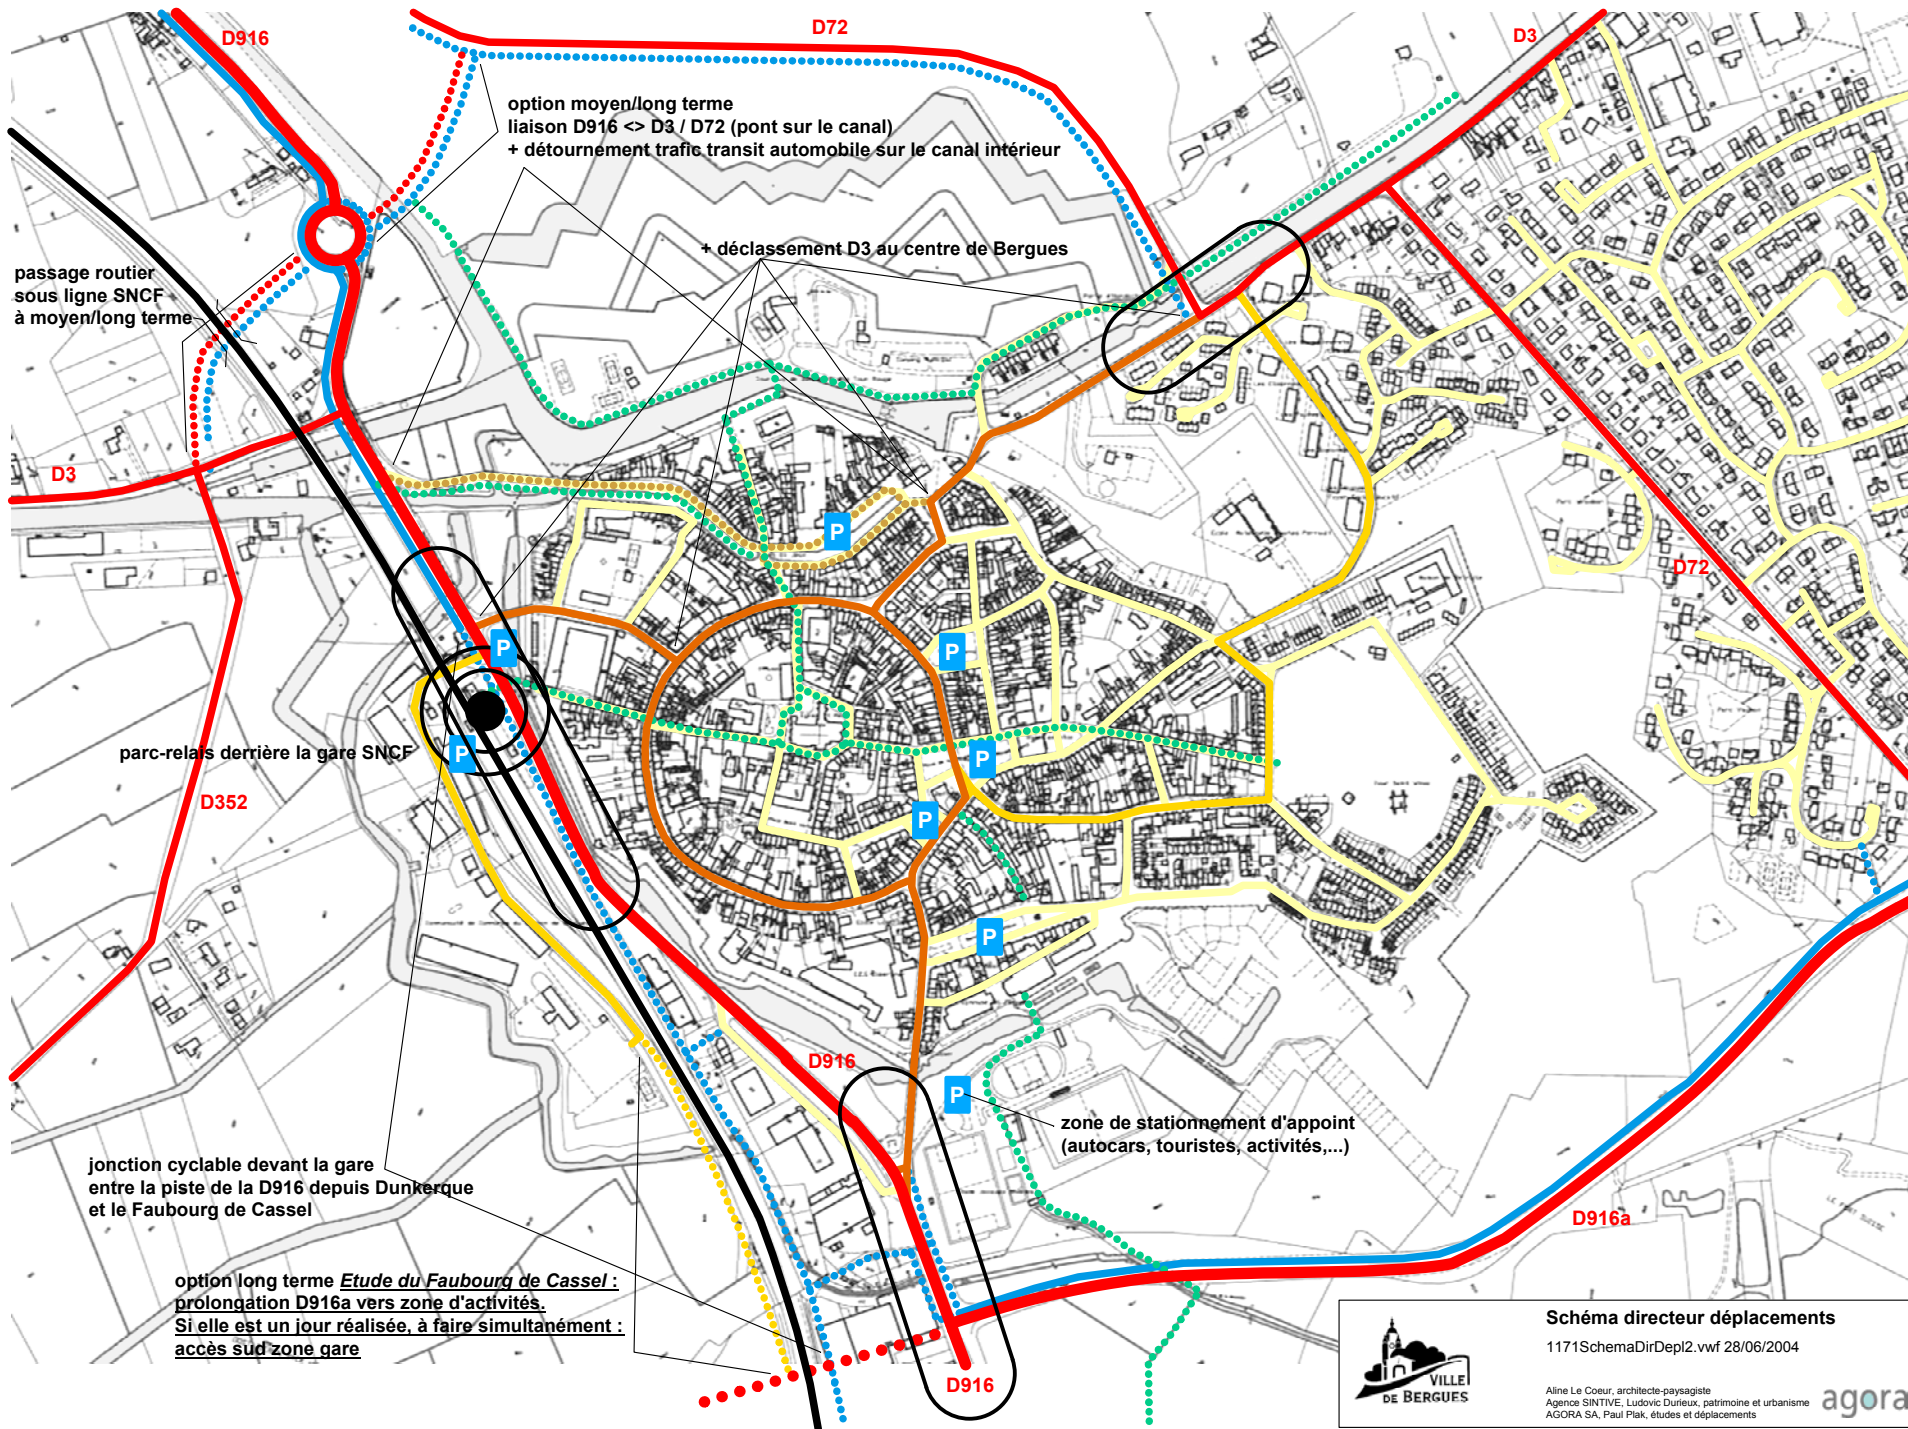 D916
D72
D3
option moyen/long terme
liaison D916 <> D3 / D72 (pont sur le canal)
+ détournement trafic transit automobile sur le canal intérieur
+ déclassement D3 au centre de Bergues
passage routier
sous ligne SNCF
à moyen/long terme
D3
P
D72
P
P
parc-relais derrière la gare SNCF
P
P
D352
P
P
D916
P
zone de stationnement d'appoint
(autocars, touristes, activités,...)
jonction cyclable devant la gare
entre la piste de la D916 depuis Dunkerque
et le Faubourg de Cassel
D916a
option long terme Etude du Faubourg de Cassel :
prolongation D916a vers zone d'activités.
Si elle est un jour réalisée, à faire simultanément :
accès sud zone gare
D916
VILLE
DE BERGUES
Schéma directeur déplacements
1171SchemaDirDepl2.vwf 28/06/2004
Aline Le Coeur, architecte-paysagiste
Agence SINTIVE, Ludovic Durieux, patrimoine et urbanisme
AGORA SA, Paul Plak, études et déplacements
agora